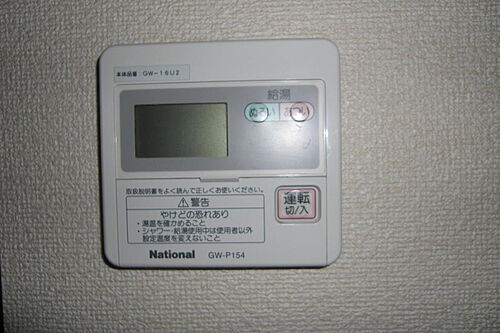 本体品番:GW-16U2
給湯
ぬるい あつい
取扱説明書をよく読んで正しくお使いください。
⚠警告
やけどの恐れあり
・湯温を確かめること
・シャワー・給湯使用中は使用者以外
設定温度を変えないこと
運転
切/入
National GW-P154